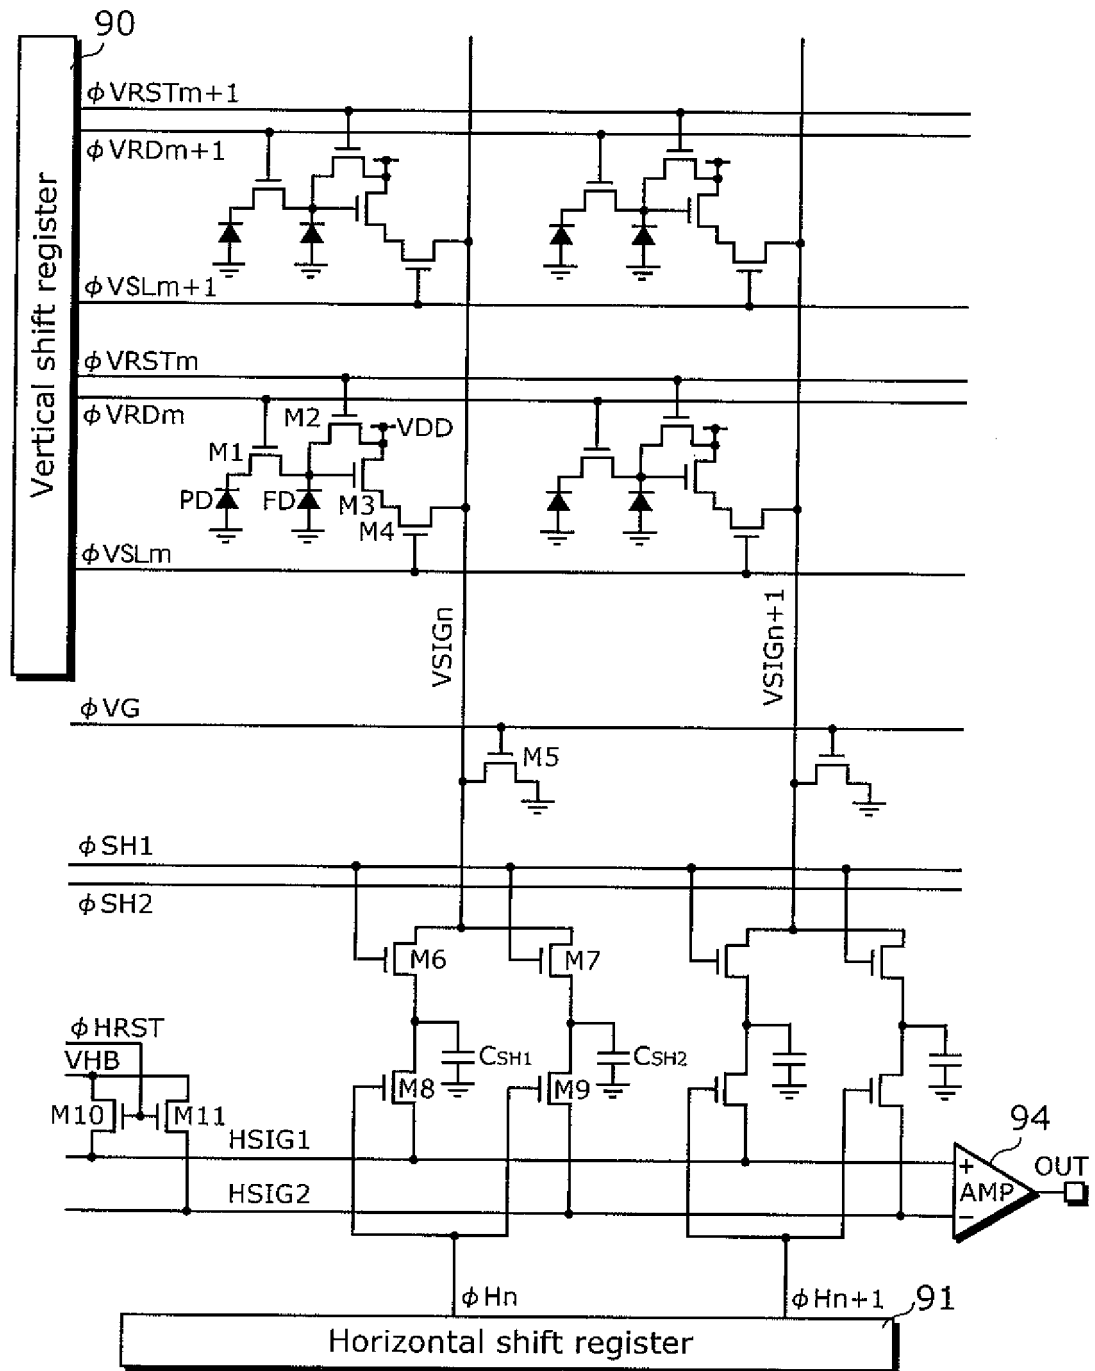 90
Vertical shift register
ϕVRSTm+1
ϕVRDm+1
ϕVSLm+1
ϕVRSTm
ϕVRDm
M2
VDD
M1
PD
FD
M3
M4
ϕVSLm
VSIGn
VSIGn+1
ϕVG
M5
ϕSH1
ϕSH2
M6
M7
ϕHRST
VHB
CSH1
CSH2
M8
M9
M10
M11
HSIG1
94
OUT
+
AMP
−
HSIG2
ϕHn
ϕHn+1
91
Horizontal shift register